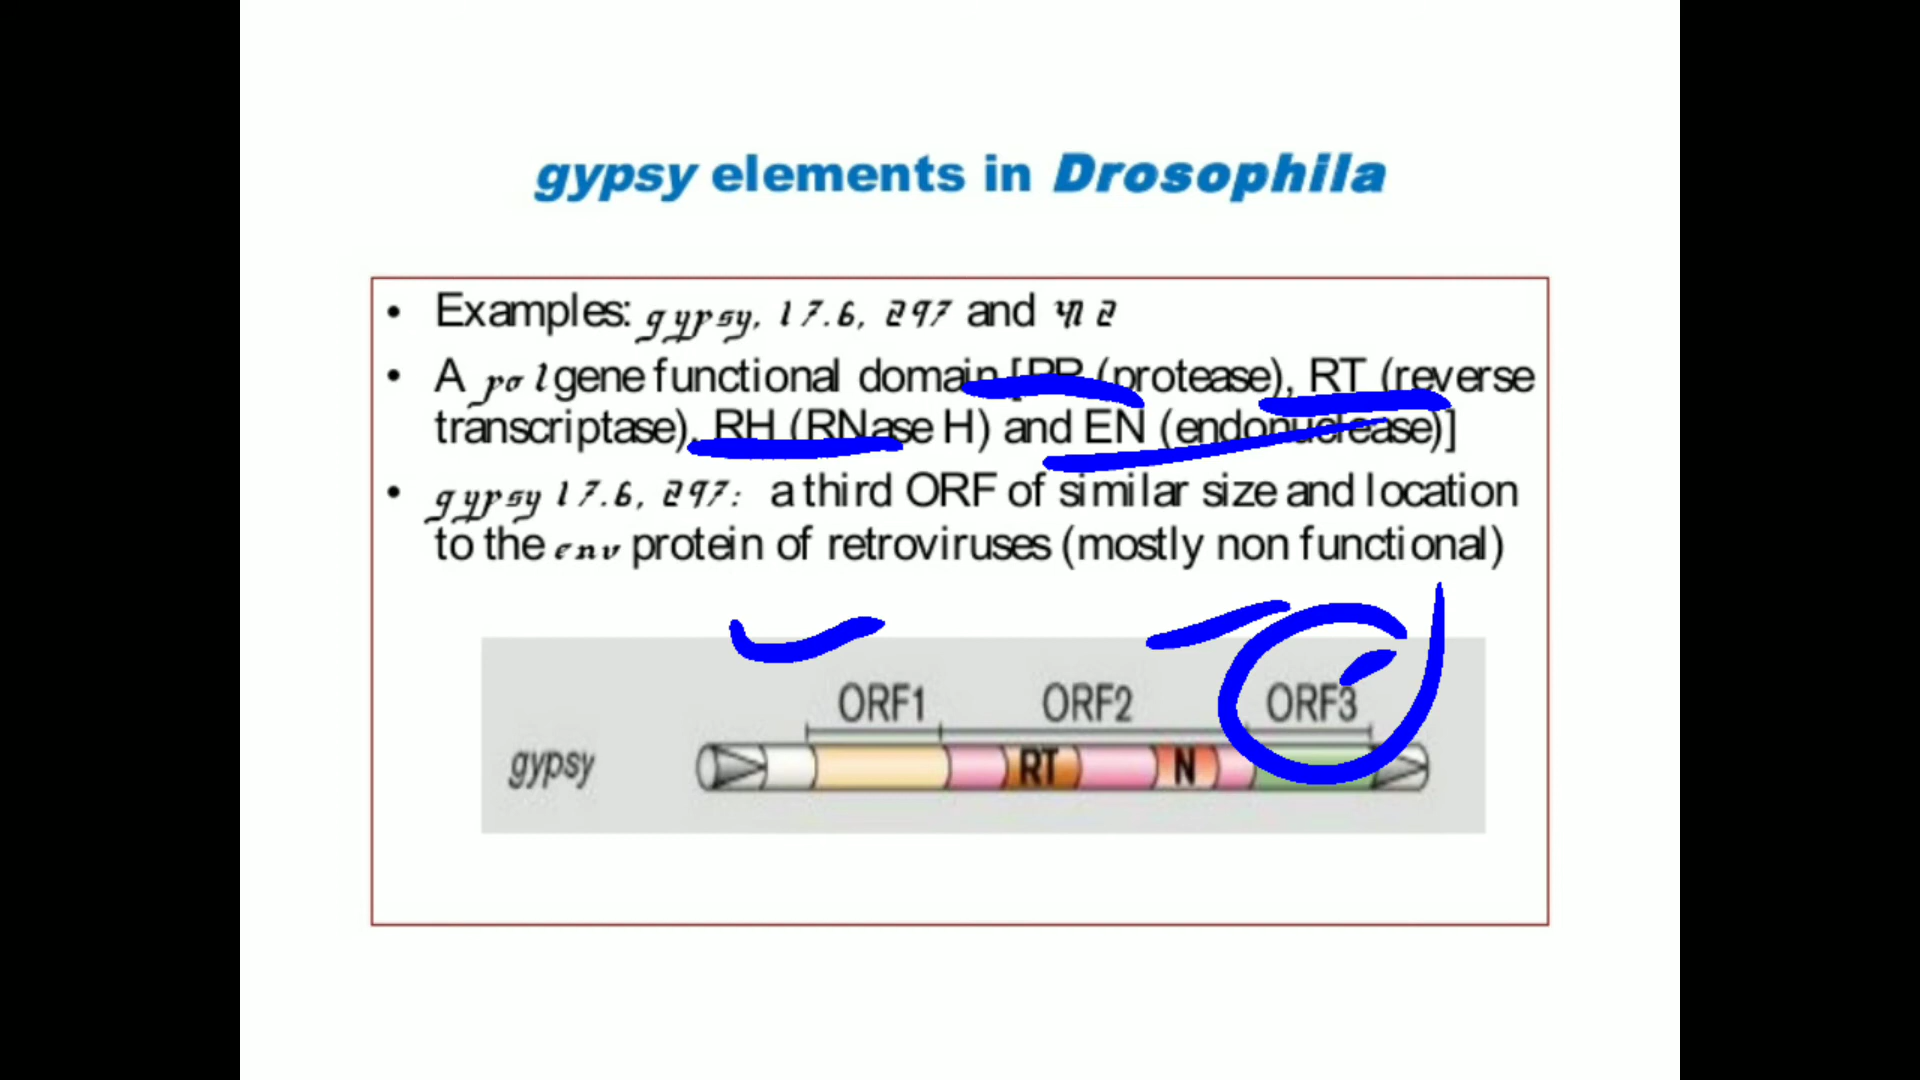 gypsy elements in Drosophila
• Examples: gypsy, 17.6, 297 and
• A pol gene functional domain [PR (protease), RT (reverse
transcriptase), RH (RNase H) and EN (endonuclease)]
• gypsy 17.6, 297: a third ORF of similar size and location
to the env protein of retroviruses (mostly non functional)
ORF1 ORF2 ORF3
gypsy RT N